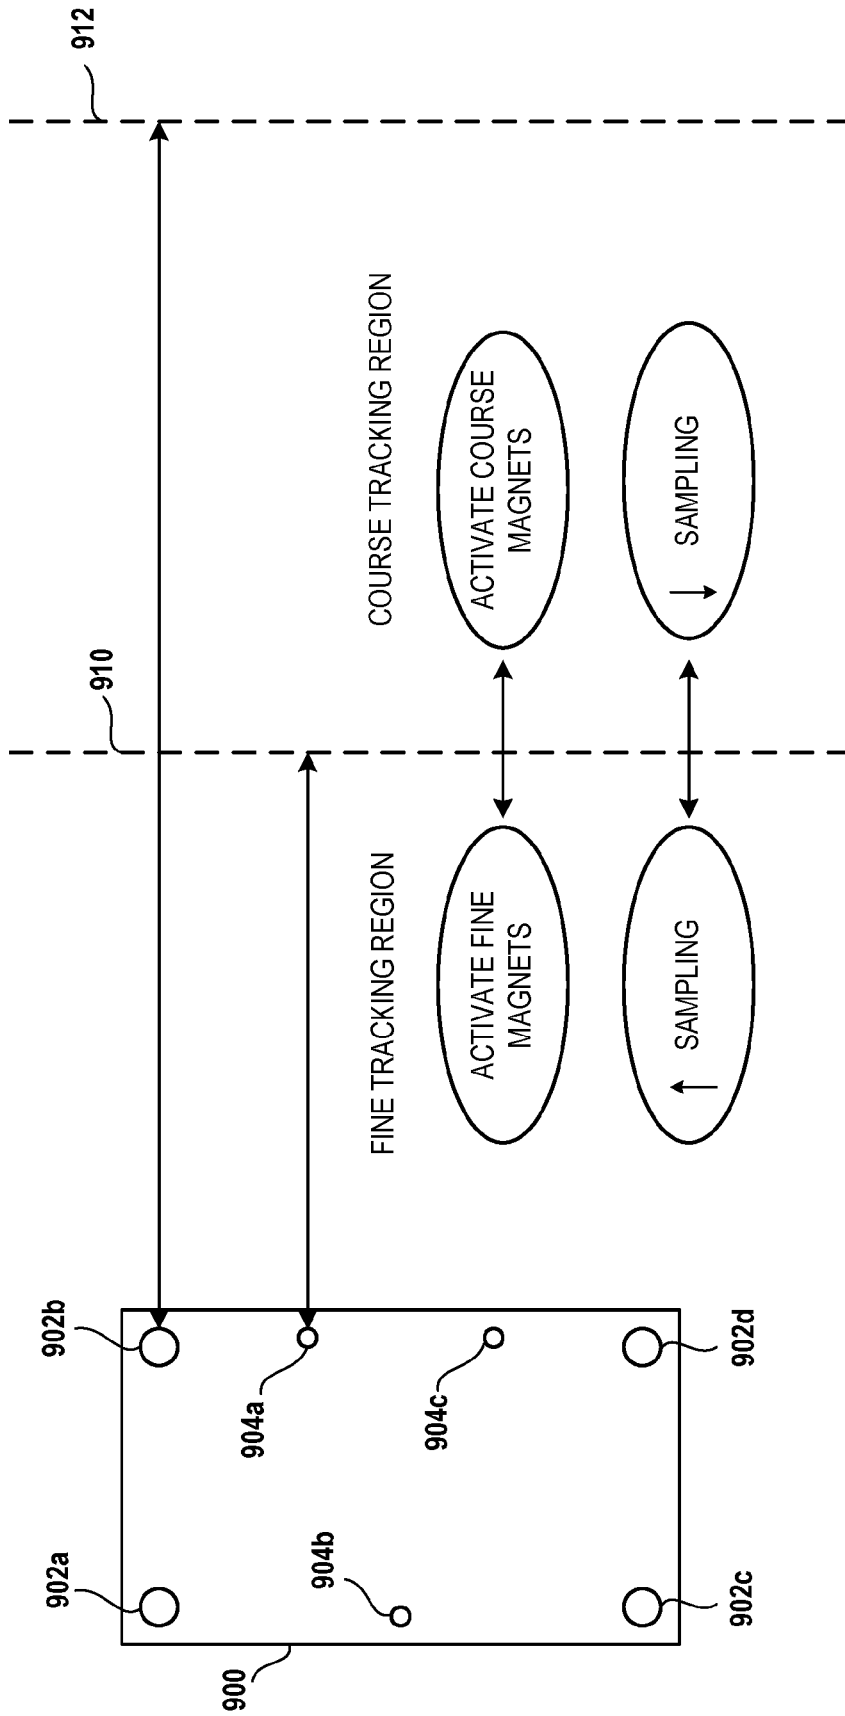 912
910
COURSE TRACKING REGION
ACTIVATE COURSE
MAGNETS
SAMPLING
FINE TRACKING REGION
ACTIVATE FINE
MAGNETS
SAMPLING
902b
904a
904c
902d
902a
904b
902c
900